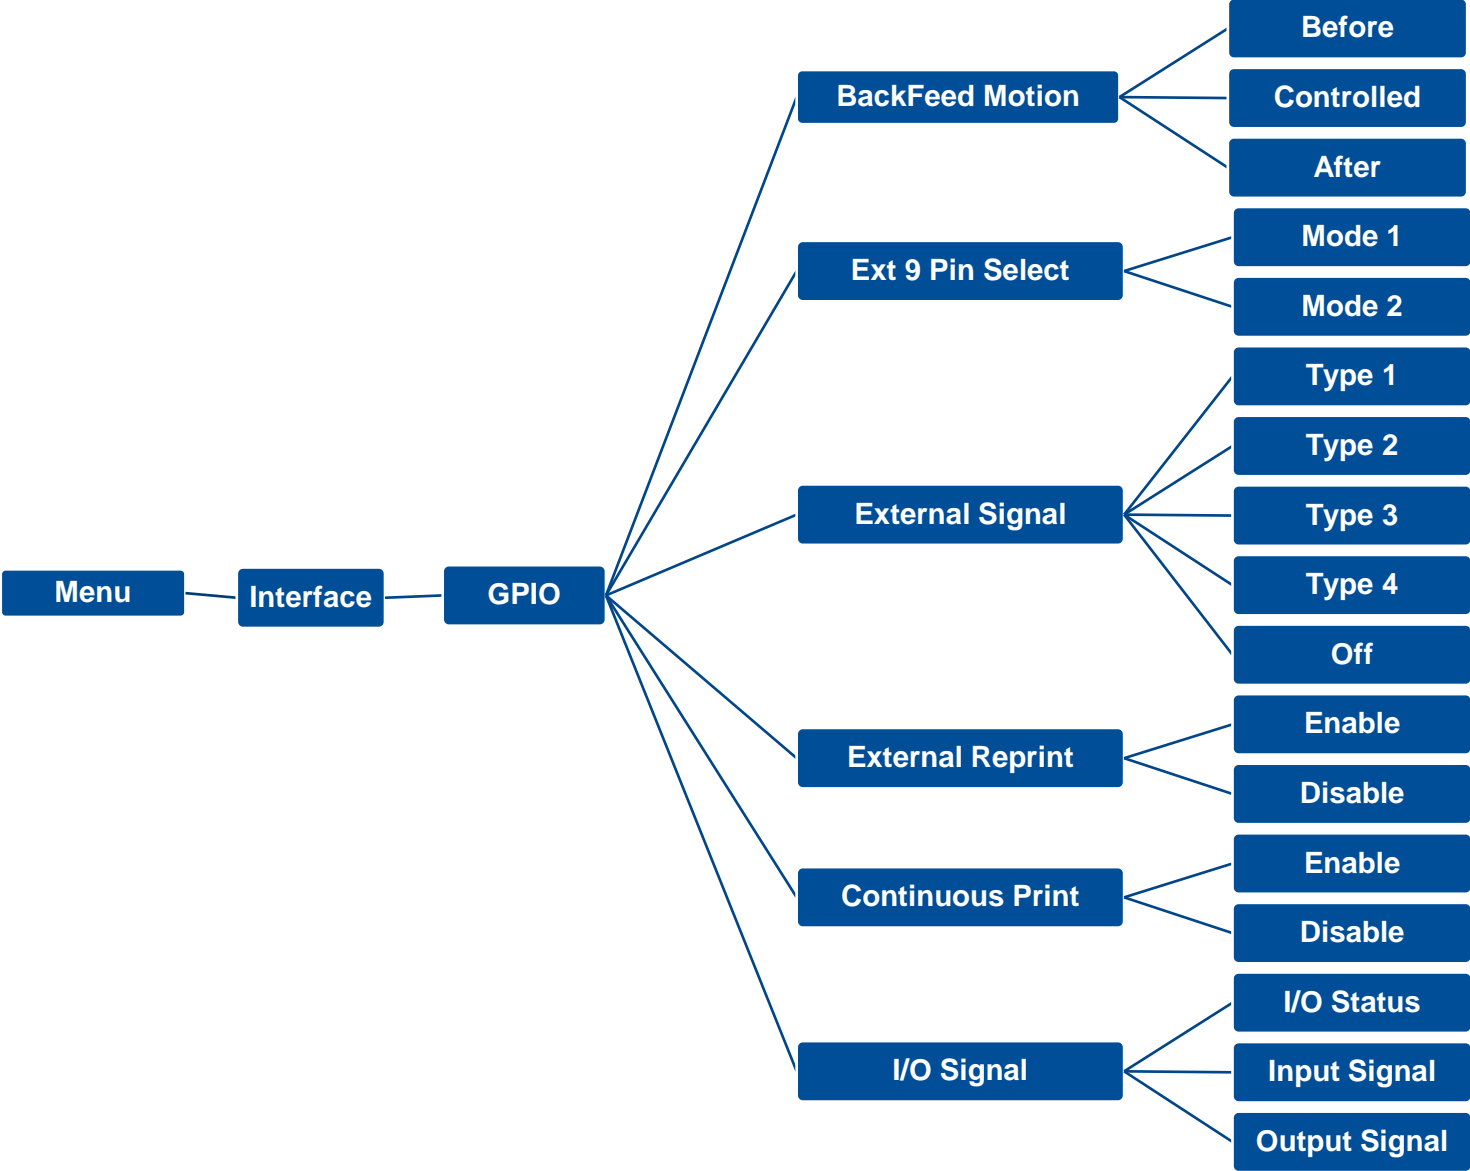 Menu
Interface
GPIO
BackFeed Motion
Before
Controlled
After
Ext 9 Pin Select
Mode 1
Mode 2
External Signal
Type 1
Type 2
Type 3
Type 4
Off
External Reprint
Enable
Disable
Continuous Print
Enable
Disable
I/O Signal
I/O Status
Input Signal
Output Signal